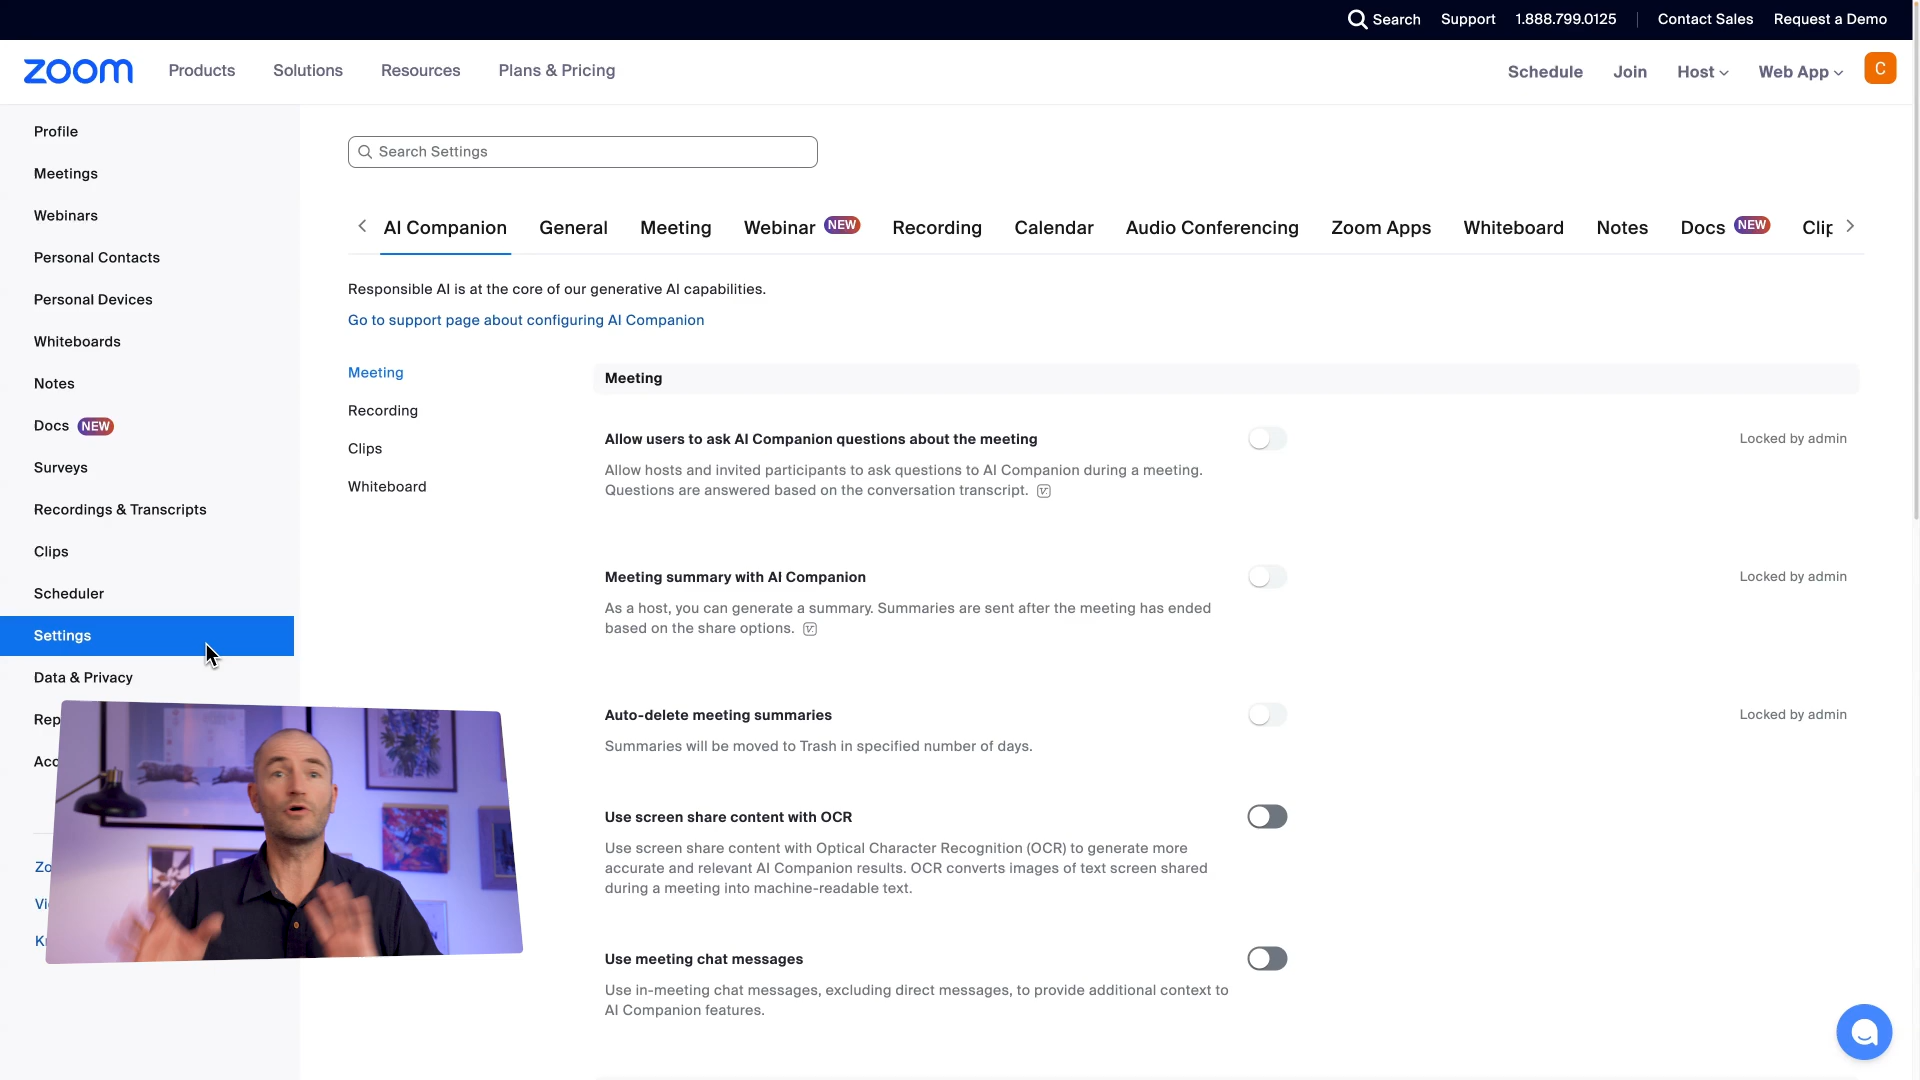 Search Support 1.888.799.0125 Contact Sales Request a Demo
zoom Products Solutions Resources Plans & Pricing Schedule Join Host Web App C
Profile
Meetings
Webinars
Personal Contacts
Personal Devices
Whiteboards
Notes
Docs NEW
Surveys
Recordings & Transcripts
Clips
Scheduler
Settings
Data & Privacy
Search Settings
AI Companion General Meeting Webinar NEW Recording Calendar Audio Conferencing Zoom Apps Whiteboard Notes Docs NEW
Responsible AI is at the core of our generative AI capabilities.
Go to support page about configuring AI Companion
Meeting
Recording
Clips
Whiteboard
Meeting
Allow users to ask AI Companion questions about the meeting Locked by admin
Allow hosts and invited participants to ask questions to AI Companion during a meeting.
Questions are answered based on the conversation transcript.
Meeting summary with AI Companion Locked by admin
As a host, you can generate a summary. Summaries are sent after the meeting has ended
based on the share options.
Auto-delete meeting summaries Locked by admin
Summaries will be moved to Trash in specified number of days.
Use screen share content with OCR
Use screen share content with Optical Character Recognition (OCR) to generate more
accurate and relevant AI Companion results. OCR converts images of text screen shared
during a meeting into machine-readable text.
Use meeting chat messages
Use in-meeting chat messages, excluding direct messages, to provide additional context to
AI Companion features.